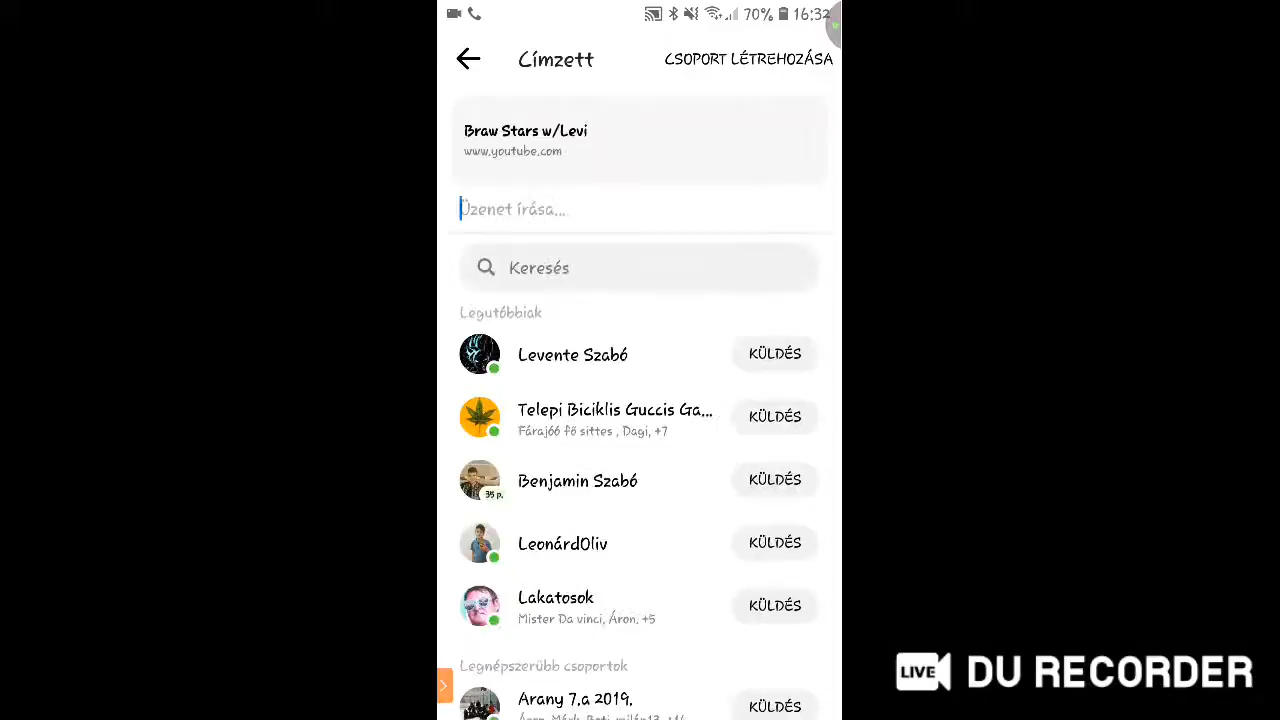 70% 16:32
Címzett CSOPORT LÉTREHOZÁSA
Braw Stars w/Levi
www.youtube.com
Üzenet írása...
Keresés
Legutóbbiak
Levente Szabó KÜLDÉS
Telepi Biciklis Guccis Ga... KÜLDÉS
Fáraj66 fő sittes , Dagi, +7
Benjamin Szabó KÜLDÉS
35 p.
LeonárdOliv KÜLDÉS
Lakatosok KÜLDÉS
Mister Da vinci, Áron, +5
Legnépszerűbb csoportok
Arany 7.a 2019. KÜLDÉS
LIVE DU RECORDER